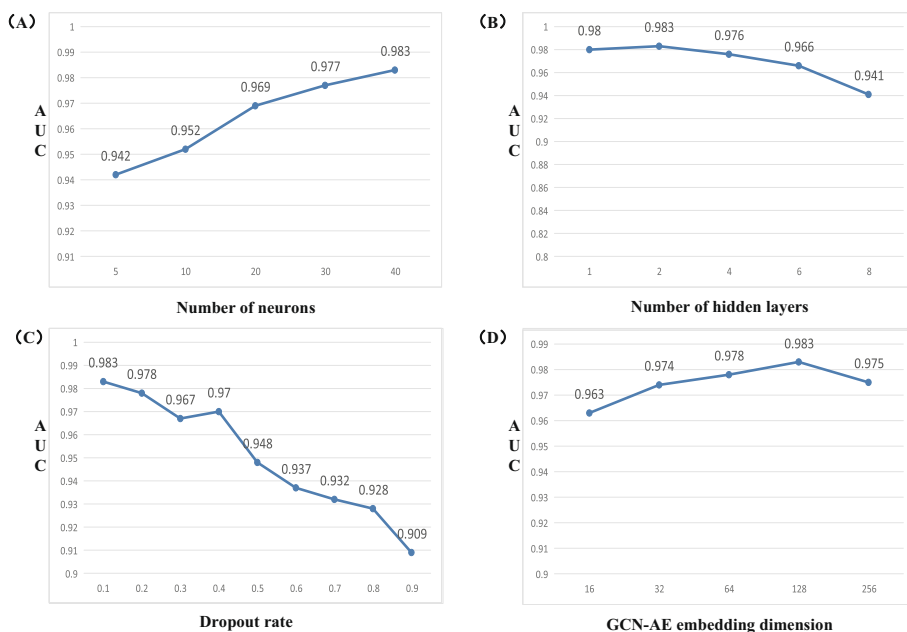 (A)
1
0.99
0.98
0.97
0.96
0.95
0.94
0.93
0.92
0.91
A
U
C
0.942
0.952
0.969
0.977
0.983
5 10 20 30 40
Number of neurons
(B)
1
0.98
0.96
0.94
0.92
0.9
0.88
0.86
0.84
0.82
0.8
A
U
C
0.98
0.983
0.976
0.966
0.941
1 2 4 6 8
Number of hidden layers
(C)
1
0.99
0.98
0.97
0.96
0.95
0.94
0.93
0.92
0.91
0.9
A
U
C
0.983
0.978
0.967
0.97
0.948
0.937
0.932
0.928
0.909
0.1 0.2 0.3 0.4 0.5 0.6 0.7 0.8 0.9
Dropout rate
(D)
0.99
0.98
0.97
0.96
0.95
0.94
0.93
0.92
0.91
0.9
A
U
C
0.963
0.974
0.978
0.983
0.975
16 32 64 128 256
GCN-AE embedding dimension